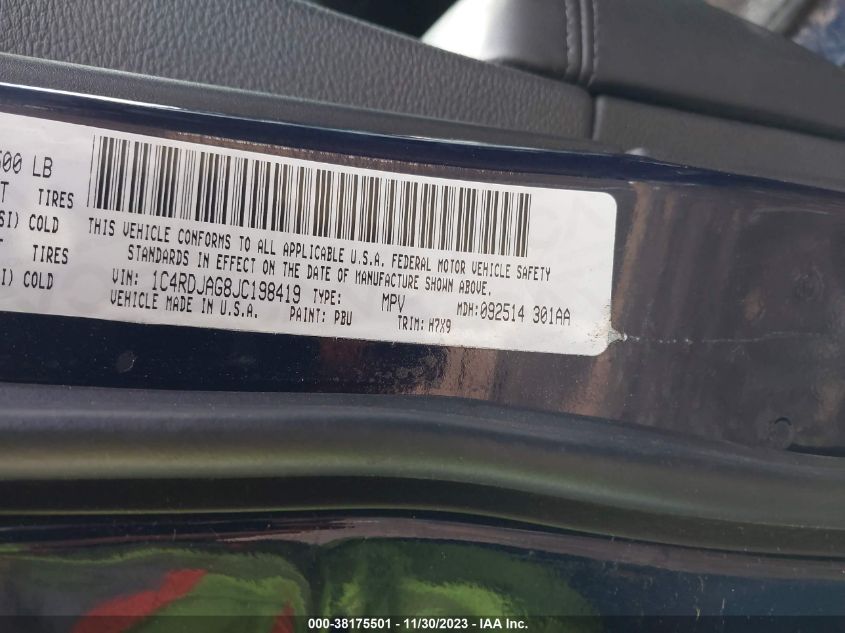 500 LB
TIRES
SI) COLD
TIRES
I) COLD
THIS VEHICLE CONFORMS TO ALL APPLICABLE U.S.A. FEDERAL MOTOR VEHICLE SAFETY
STANDARDS IN EFFECT ON THE DATE OF MANUFACTURE SHOWN ABOVE.
VIN: 1C4RDJAG8JC198419 TYPE: MPV MDH:092514 301AA
VEHICLE MADE IN U.S.A. PAINT: PBU TRIM: H7X9
000-38175501 - 11/30/2023 - IAA Inc.